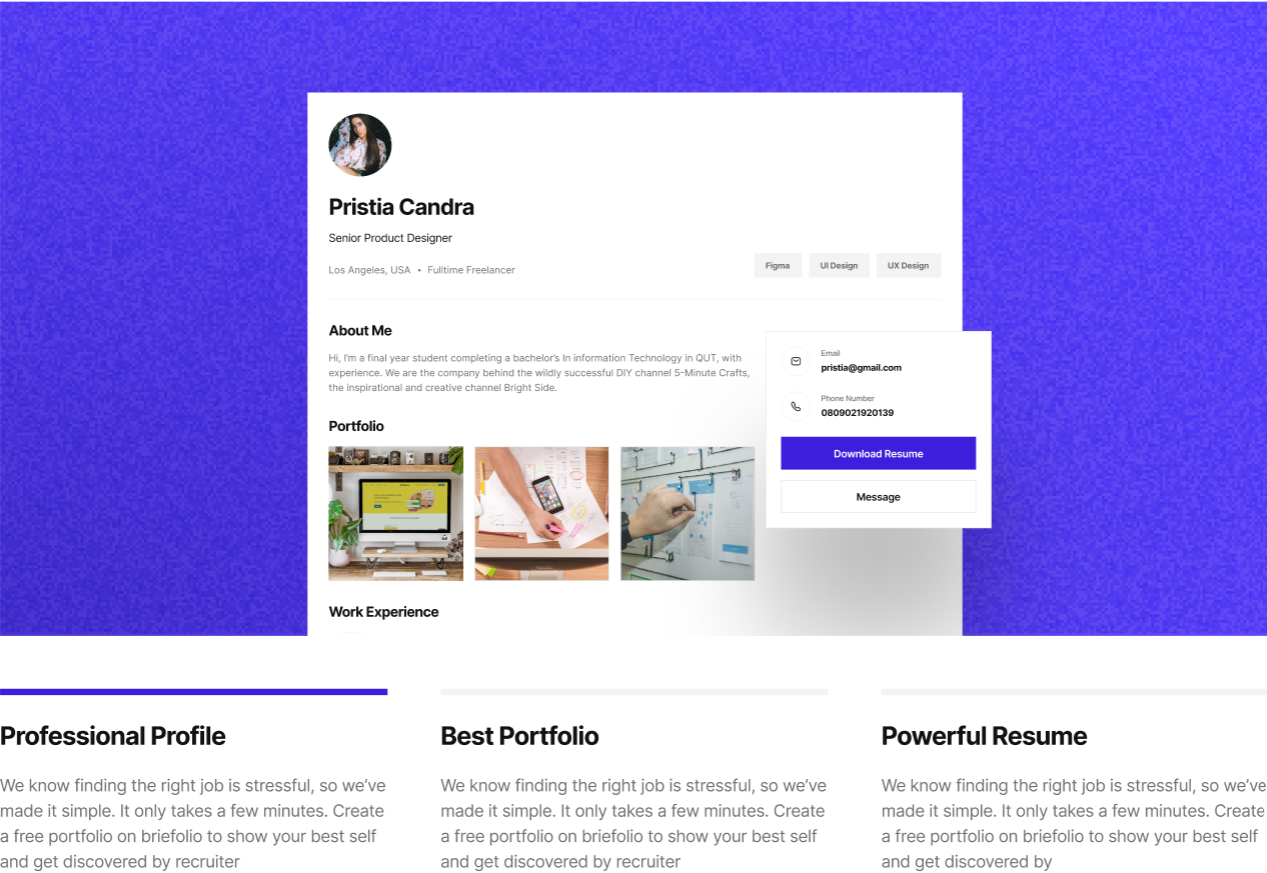 Pristia Candra
Senior Product Designer
Los Angeles, USA • Fulltime Freelancer
Figma
UI Design
UX Design
About Me
Hi, I'm a final year student completing a bachelor's In information Technology in QUT, with
experience. We are the company behind the wildly successful DIY channel 5-Minute Crafts,
the inspirational and creative channel Bright Side.
Email
pristia@gmail.com
Phone Number
0809021920139
Download Resume
Message
Portfolio
Work Experience
Professional Profile
We know finding the right job is stressful, so we've
made it simple. It only takes a few minutes. Create
a free portfolio on briefolio to show your best self
and get discovered by recruiter
Best Portfolio
We know finding the right job is stressful, so we've
made it simple. It only takes a few minutes. Create
a free portfolio on briefolio to show your best self
and get discovered by recruiter
Powerful Resume
We know finding the right job is stressful, so we've
made it simple. It only takes a few minutes. Create
a free portfolio on briefolio to show your best self
and get discovered by